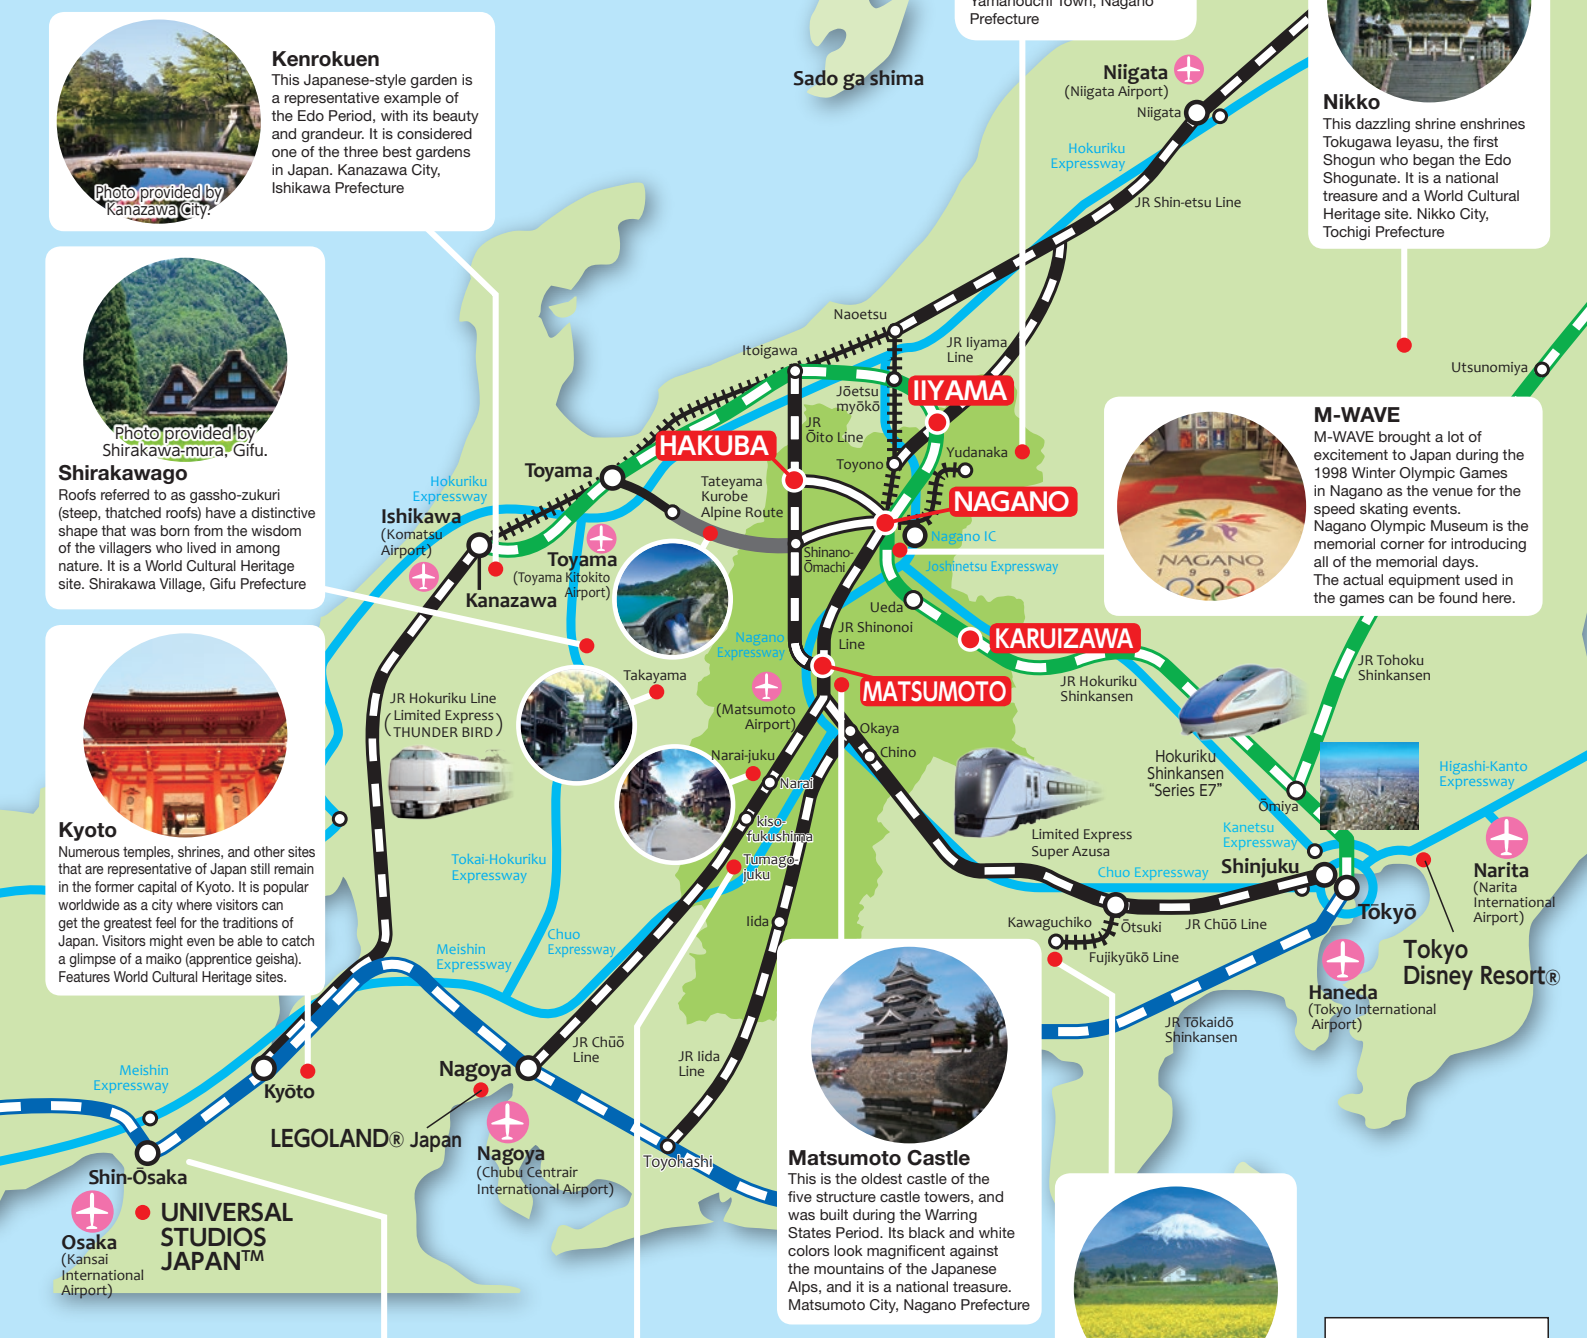 Yamanouchi Town, Nagano
Prefecture
Kenrokuen
This Japanese-style garden is
a representative example of
the Edo Period, with its beauty
and grandeur. It is considered
one of the three best gardens
in Japan. Kanazawa City,
Ishikawa Prefecture
Photo provided by
Kanazawa City.
Sado ga shima
Niigata
(Niigata Airport)
Niigata
Hokuriku
Expressway
JR Shin-etsu Line
Nikko
This dazzling shrine enshrines
Tokugawa Ieyasu, the first
Shogun who began the Edo
Shogunate. It is a national
treasure and a World Cultural
Heritage site. Nikko City,
Tochigi Prefecture
Photo provided by
Shirakawa-mura, Gifu.
Shirakawago
Roofs referred to as gassho-zukuri
(steep, thatched roofs) have a distinctive
shape that was born from the wisdom
of the villagers who lived in among
nature. It is a World Cultural Heritage
site. Shirakawa Village, Gifu Prefecture
Naoetsu
Itoigawa
JR Iiyama
Line
Utsunomiya
Jōetsu
myōkō
IIYAMA
JR
Ōito Line
HAKUBA
Toyono
Yudanaka
Toyama
Tateyama
Kurobe
Alpine Route
NAGANO
Hokuriku
Expressway
Ishikawa
(Komatsu
Airport)
Toyama
(Toyama Kitokito
Airport)
Kanazawa
Shinano-
Ōmachi
Nagano IC
Joshinetsu Expressway
M-WAVE
M-WAVE brought a lot of
excitement to Japan during the
1998 Winter Olympic Games
in Nagano as the venue for the
speed skating events.
Nagano Olympic Museum is the
memorial corner for introducing
all of the memorial days.
The actual equipment used in
the games can be found here.
NAGANO
1 9 9 8
Ueda
JR Shinonoi
Line
KARUIZAWA
Nagano
Expressway
MATSUMOTO
JR Hokuriku
Shinkansen
JR Tohoku
Shinkansen
Takayama
(Matsumoto
Airport)
JR Hokuriku Line
(Limited Express
THUNDER BIRD)
Okaya
Chino
Narai-juku
Narai
kiso-
fukushima
Tumago-
juku
Hokuriku
Shinkansen
"Series E7"
Ōmiya
Higashi-Kanto
Expressway
Limited Express
Super Azusa
Kanetsu
Expressway
Shinjuku
Chuo Expressway
Narita
(Narita
International
Airport)
Tōkyō
Kyoto
Numerous temples, shrines, and other sites
that are representative of Japan still remain
in the former capital of Kyoto. It is popular
worldwide as a city where visitors can
get the greatest feel for the traditions of
Japan. Visitors might even be able to catch
a glimpse of a maiko (apprentice geisha).
Features World Cultural Heritage sites.
Tokai-Hokuriku
Expressway
Iida
Kawaguchiko
Ōtsuki
JR Chūō Line
Fujikyūkō Line
Tokyo
Disney Resort®
Meishin
Expressway
Chuo
Expressway
Haneda
(Tokyo International
Airport)
JR Tōkaidō
Shinkansen
JR Chūō
Line
JR Iida
Line
Meishin
Expressway
Kyōto
Nagoya
LEGOLAND® Japan
Nagoya
(Chubu Centrair
International Airport)
Toyohashi
Shin-Ōsaka
Osaka
(Kansai
International
Airport)
UNIVERSAL
STUDIOS
JAPAN™
Matsumoto Castle
This is the oldest castle of the
five structure castle towers, and
was built during the Warring
States Period. Its black and white
colors look magnificent against
the mountains of the Japanese
Alps, and it is a national treasure.
Matsumoto City, Nagano Prefecture